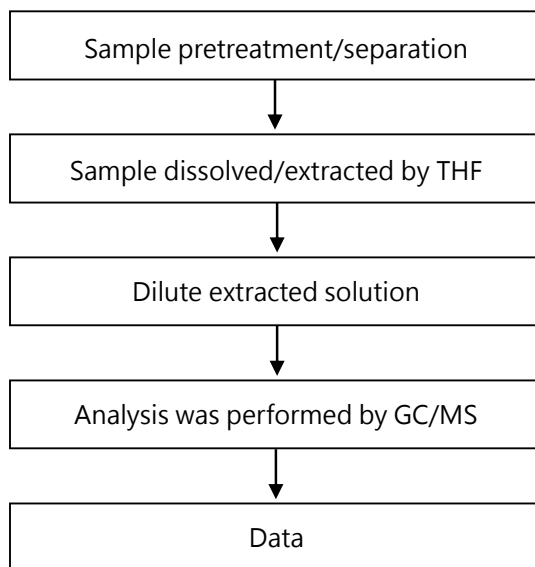 Sample pretreatment/separation
Sample dissolved/extracted by THF
Dilute extracted solution
Analysis was performed by GC/MS
Data